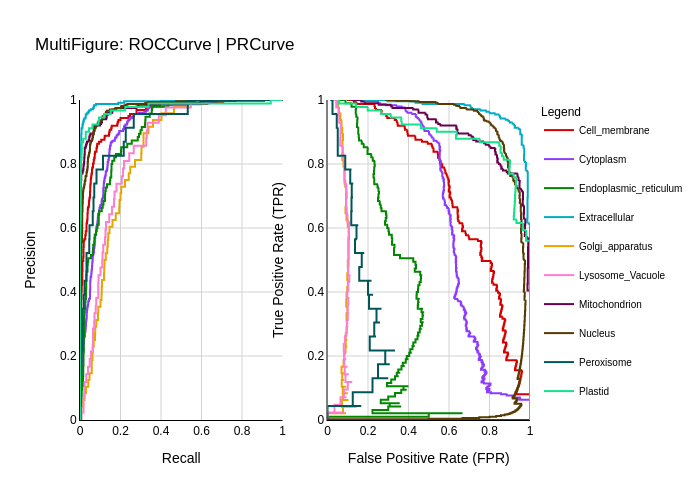 MultiFigure: ROCCurve | PRCurve
Precision
1
0.8
0.6
0.4
0.2
0
0 0.2 0.4 0.6 0.8 1
Recall
True Positive Rate (TPR)
1
0.8
0.6
0.4
0.2
0
0 0.2 0.4 0.6 0.8 1
False Positive Rate (FPR)
Legend
Cell_membrane
Cytoplasm
Endoplasmic_reticulum
Extracellular
Golgi_apparatus
Lysosome_Vacuole
Mitochondrion
Nucleus
Peroxisome
Plastid